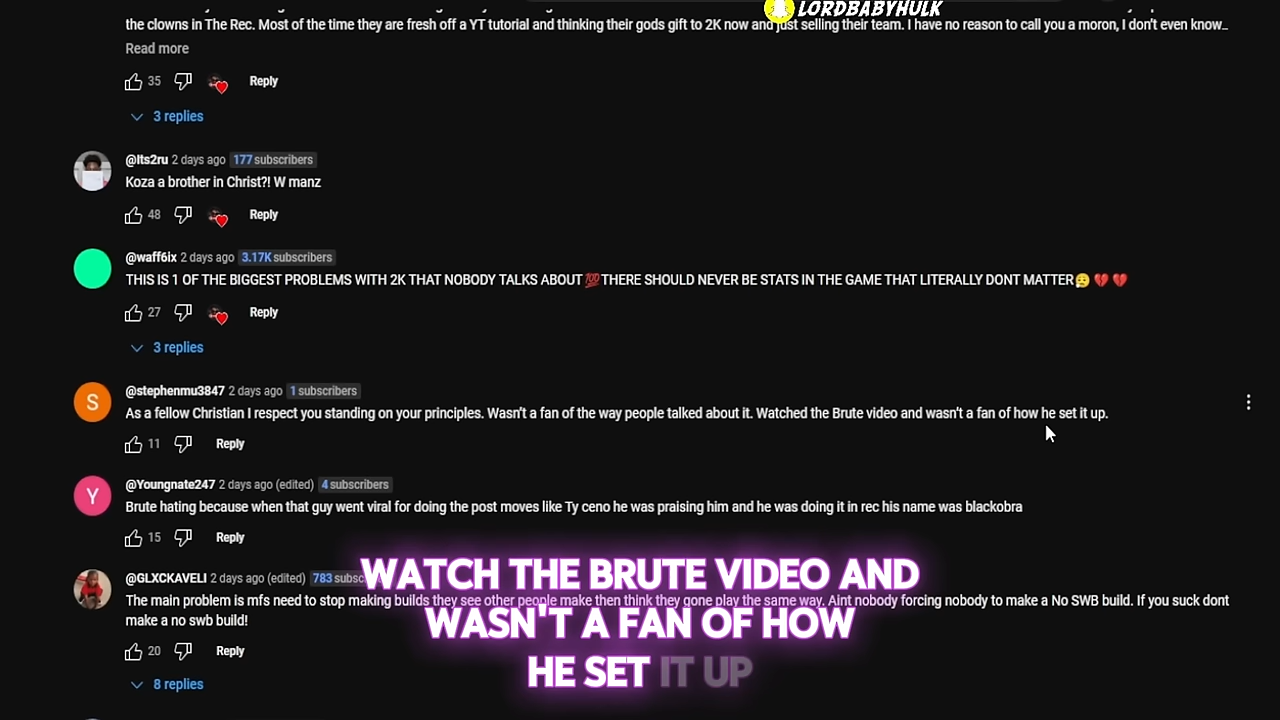 LORDBABYHULK
the clowns in The Rec. Most of the time they are fresh off a YT tutorial and thinking their gods gift to 2K now and just selling their team. I have no reason to call you a moron, I don't even know…
Read more
35 Reply
3 replies
@Its2ru 2 days ago 177 subscribers
Koza a brother in Christ?! W manz
48 Reply
@waff6ix 2 days ago 3.17K subscribers
THIS IS 1 OF THE BIGGEST PROBLEMS WITH 2K THAT NOBODY TALKS ABOUT💯THERE SHOULD NEVER BE STATS IN THE GAME THAT LITERALLY DONT MATTER😥💔💔
27 Reply
3 replies
S
@stephenmu3847 2 days ago 1 subscribers
As a fellow Christian I respect you standing on your principles. Wasn't a fan of the way people talked about it. Watched the Brute video and wasn't a fan of how he set it up.
11 Reply
Y
@Youngnate247 2 days ago (edited) 4 subscribers
Brute hating because when that guy went viral for doing the post moves like Ty ceno he was praising him and he was doing it in rec his name was blackobra
15 Reply
@GLXCKAVELI 2 days ago (edited) 783 subsc
The main problem is mfs need to stop making builds they see other people make then think they gone play the same way. Aint nobody forcing nobody to make a No SWB build. If you suck dont
make a no swb build!
20 Reply
8 replies
WATCH THE BRUTE VIDEO AND
WASN'T A FAN OF HOW
HE SET IT UP